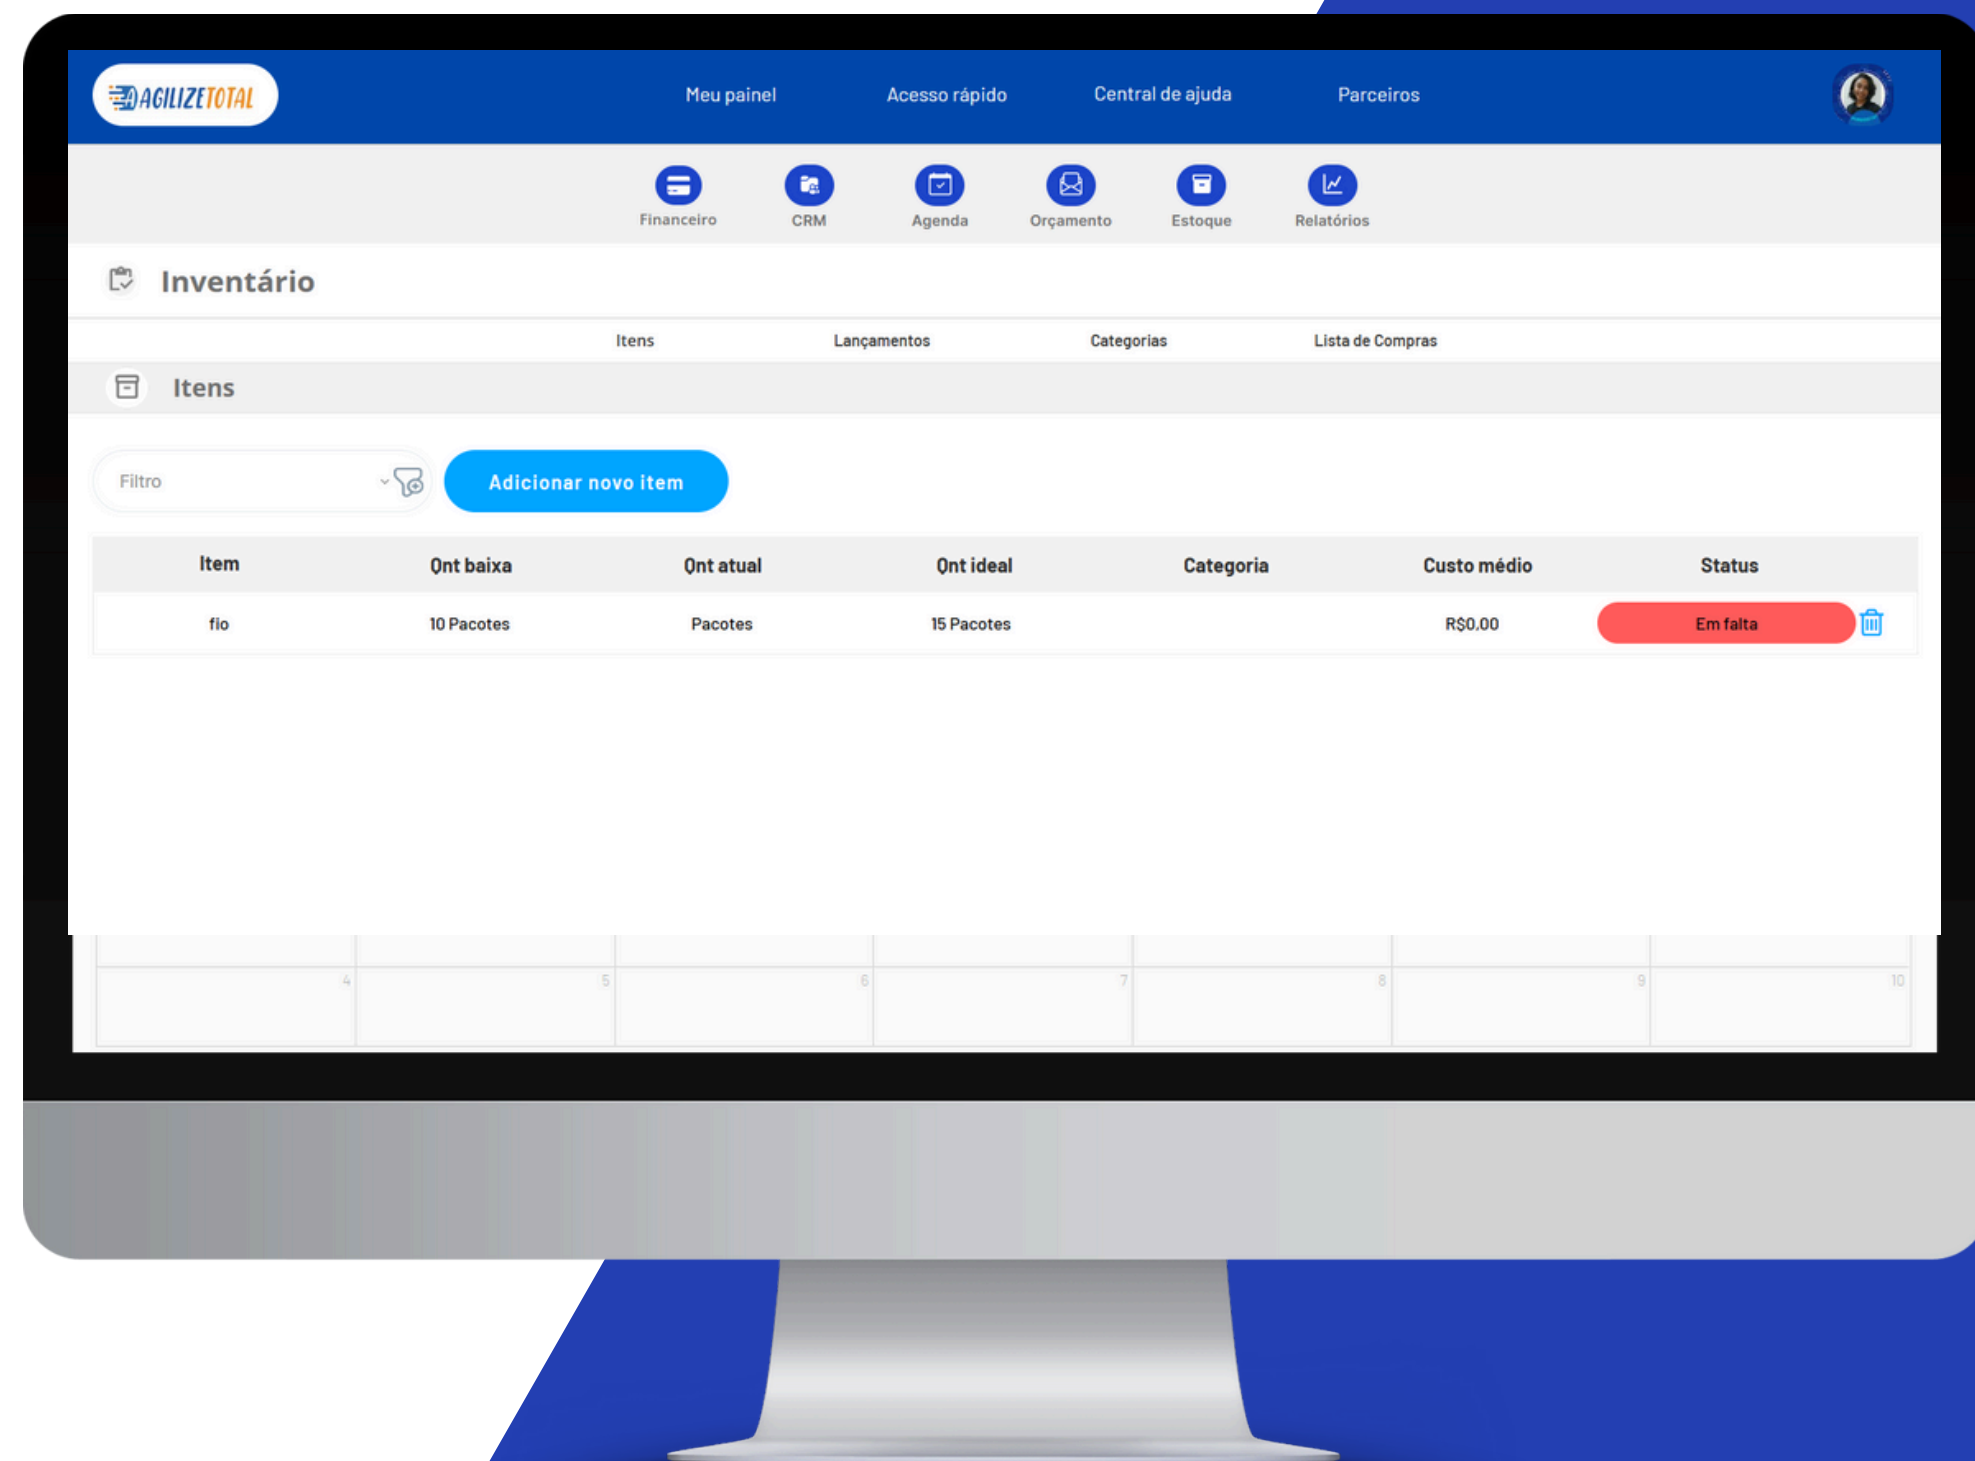 AGILIZETOTAL
Meu painel Acesso rápido Central de ajuda Parceiros
Financeiro CRM Agenda Orçamento Estoque Relatórios
Inventário
Itens Lançamentos Categorias Lista de Compras
Itens
Filtro Adicionar novo item
Item Qnt baixa Qnt atual Qnt ideal Categoria Custo médio Status
fio 10 Pacotes Pacotes 15 Pacotes R$0,00 Em falta
4 5 6 7 8 9 10